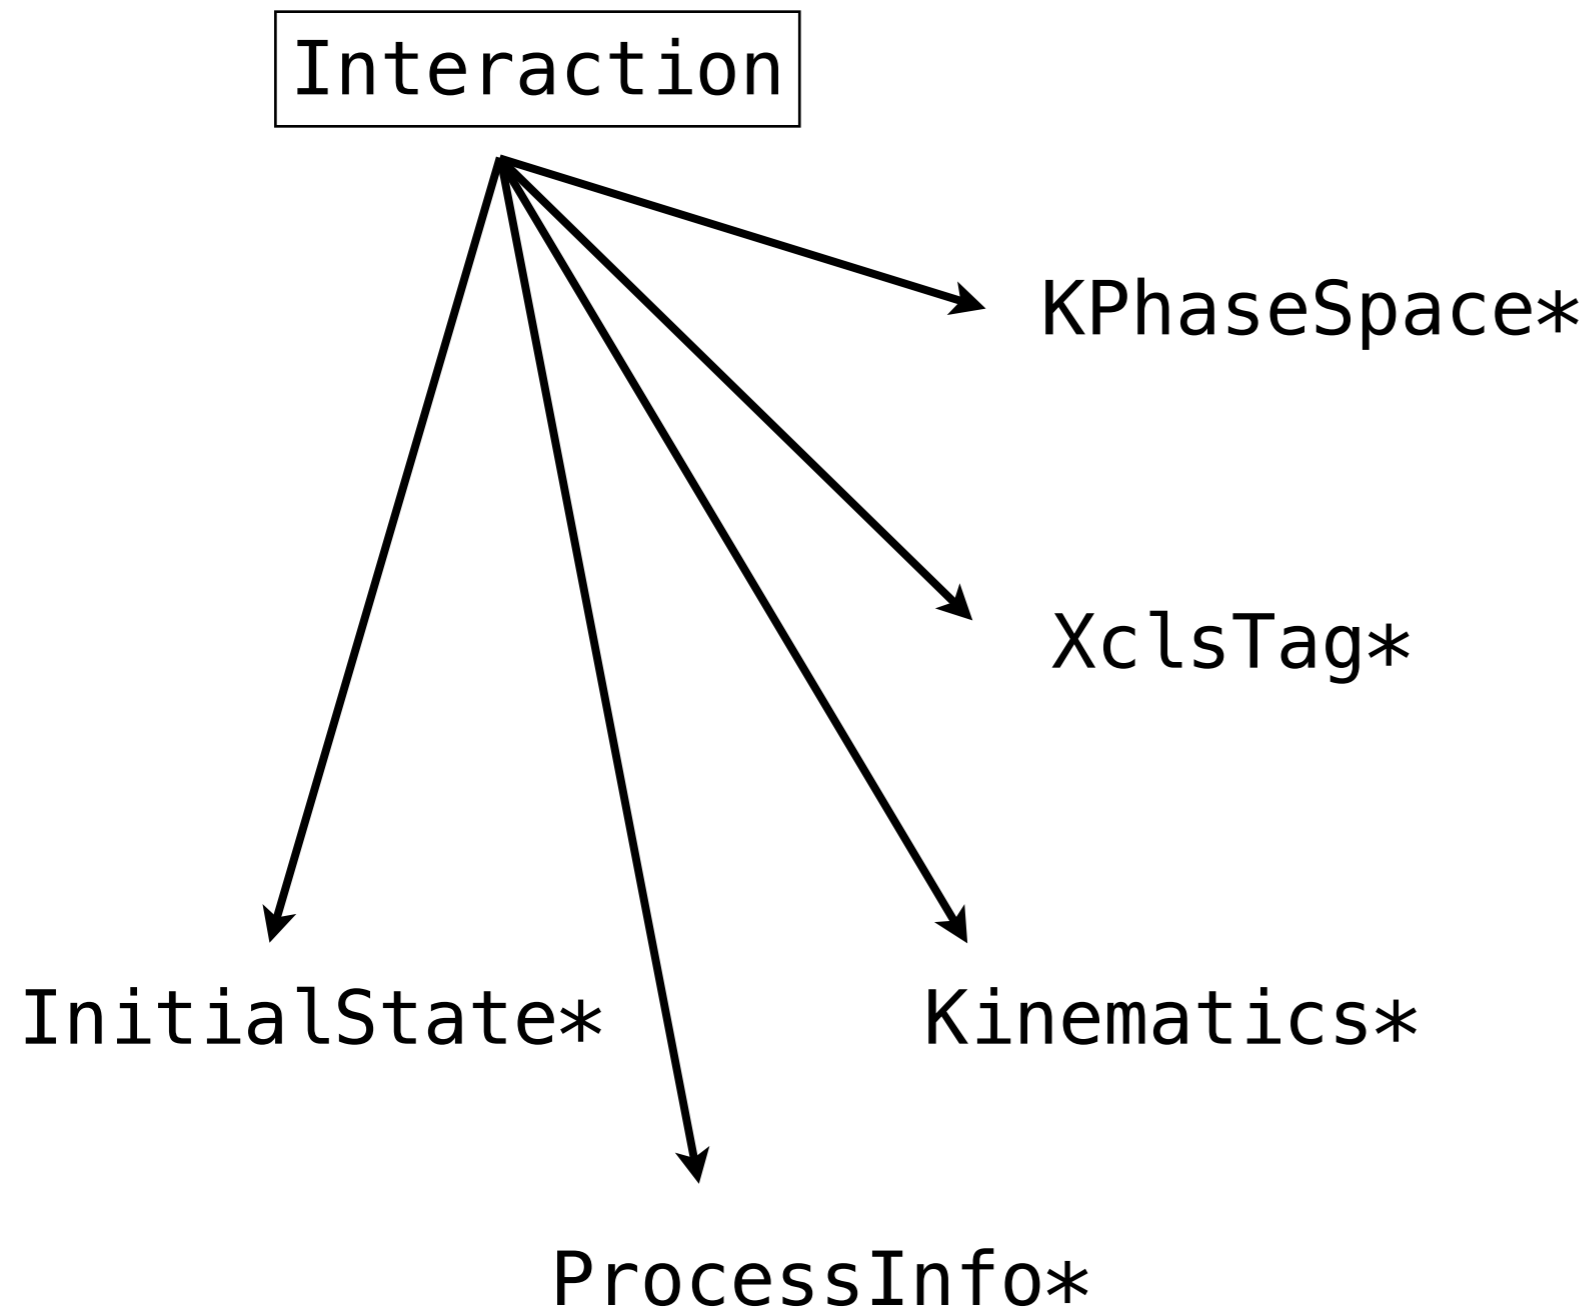 Interaction
KPhaseSpace*
XclsTag*
InitialState*
Kinematics*
ProcessInfo*